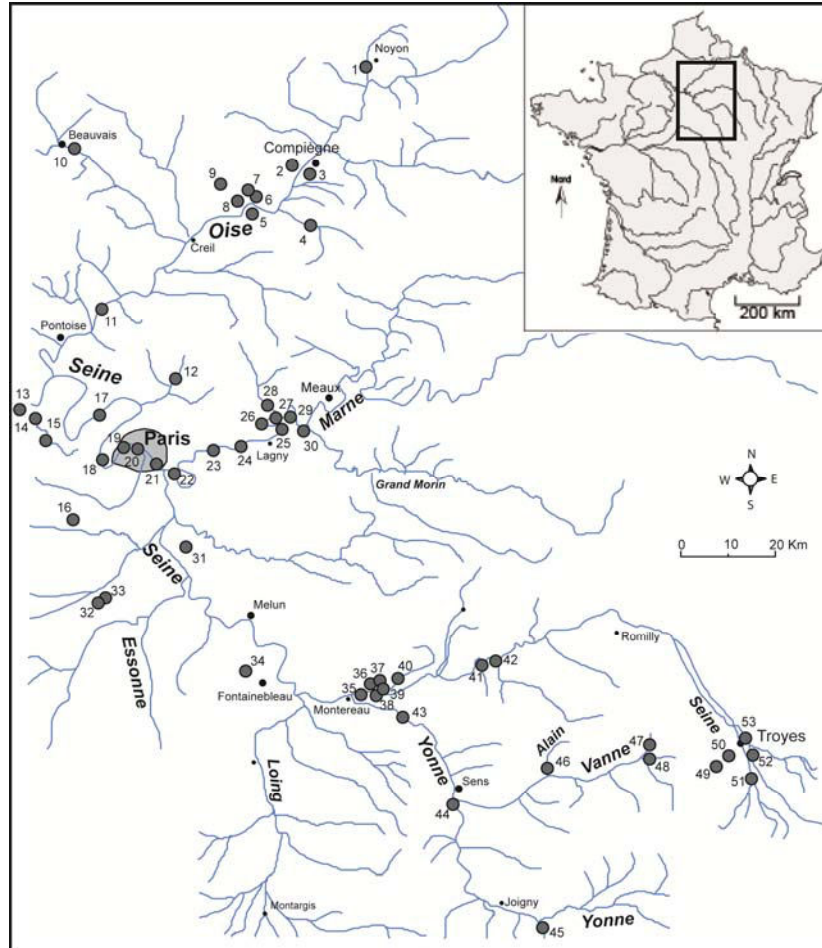 Noyon
1
Beauvais
10
Compiègne
2
3
9
7
8
6
5
4
Oise
Creil
Nord
200 km
11
Pontoise
Seine
12
13
14
15
17
Meaux
Marne
28
27
29
26
25
30
19
Paris
20
18
21
22
23
24
Lagny
Grand Morin
N
W E
S
0 10 20 Km
16
Seine
31
33
32
Essonne
Melun
34
Fontainebleau
36
37
40
35
39
38
Montereau
43
41
42
Romilly
Seine
53
Troyes
50
52
49
51
47
48
Alain
Vanne
46
Yonne
Sens
44
Loing
Montargis
Joigny
Yonne
45